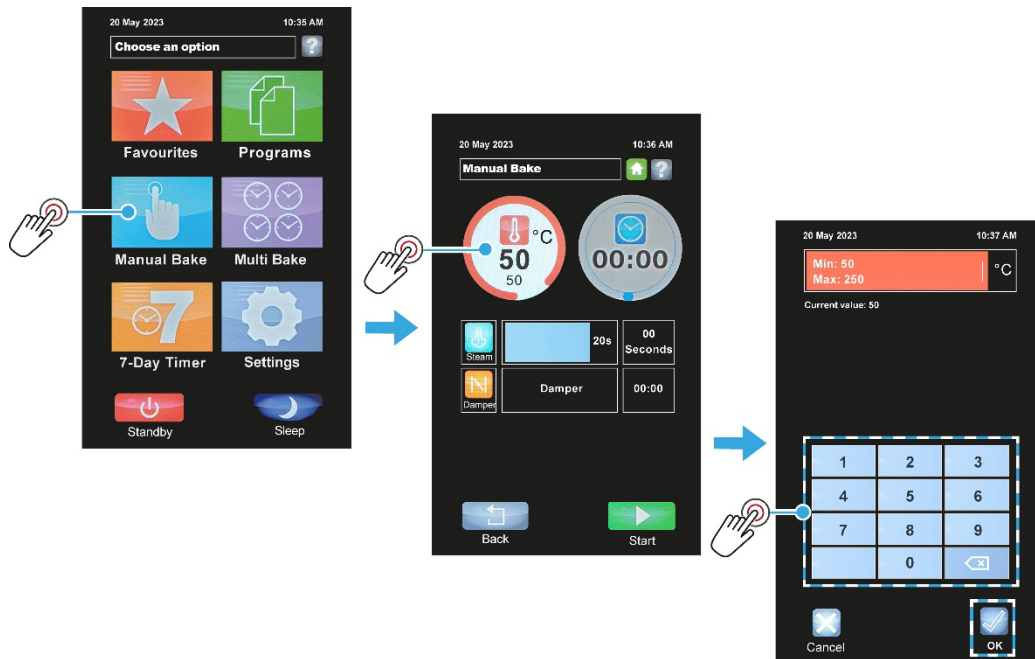 20 May 2023 10:35 AM
Choose an option ?
Favourites Programs
Manual Bake Multi Bake
7
7-Day Timer Settings
Standby Sleep
20 May 2023 10:36 AM
Manual Bake ?
°C
50 00:00
50
Steam 20s 00 Seconds
Damper Damper 00:00
Back Start
20 May 2023 10:37 AM
Min: 50
Max: 250
°C
Current value: 50
1 2 3
4 5 6
7 8 9
0
Cancel OK